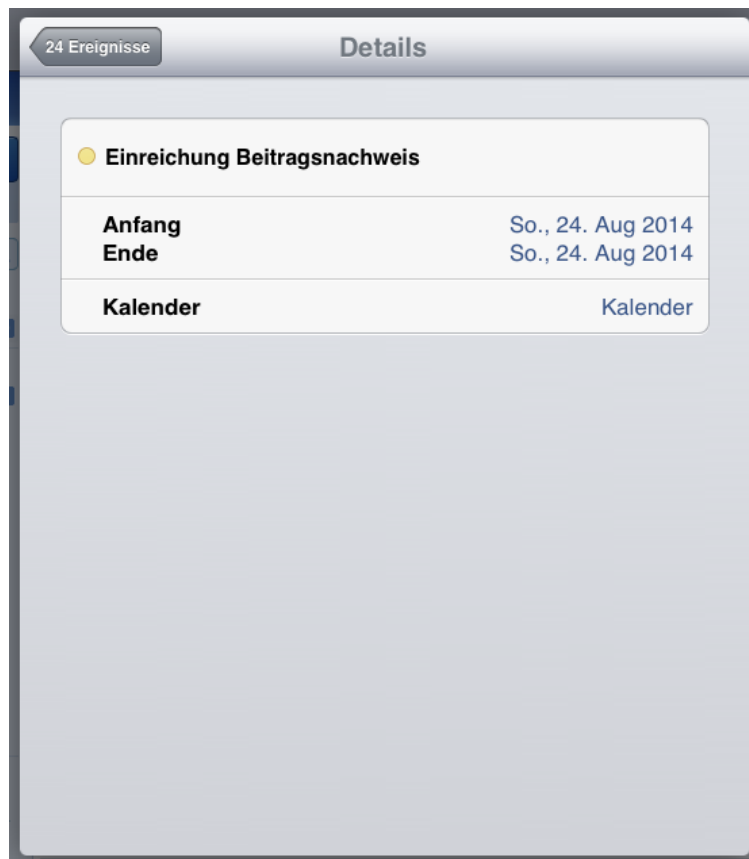 24 Ereignisse
Details
Einreichung Beitragsnachweis
Anfang So., 24. Aug 2014
Ende So., 24. Aug 2014
Kalender Kalender